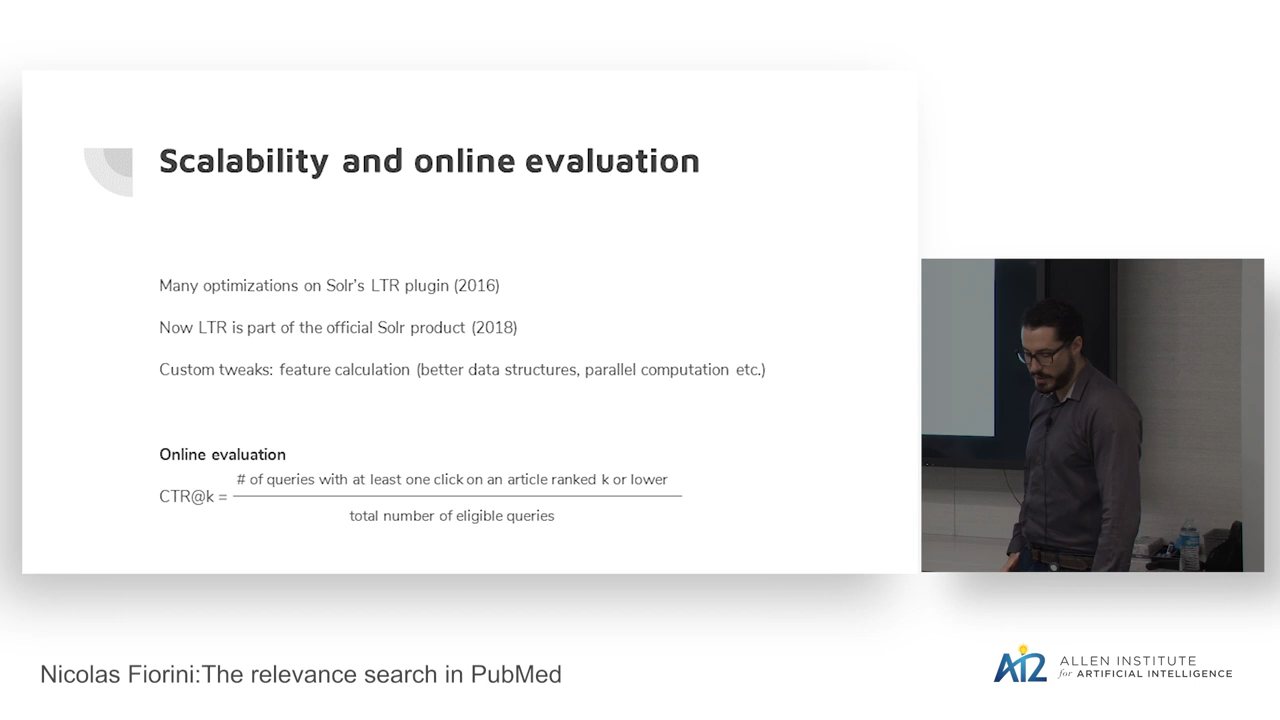 Scalability and online evaluation
Many optimizations on Solr's LTR plugin (2016)
Now LTR is part of the official Solr product (2018)
Custom tweaks: feature calculation (better data structures, parallel computation etc.)
Online evaluation
# of queries with at least one click on an article ranked k or lower
CTR@k =
total number of eligible queries
Nicolas Fiorini:The relevance search in PubMed
AI2 ALLEN INSTITUTE
for ARTIFICIAL INTELLIGENCE